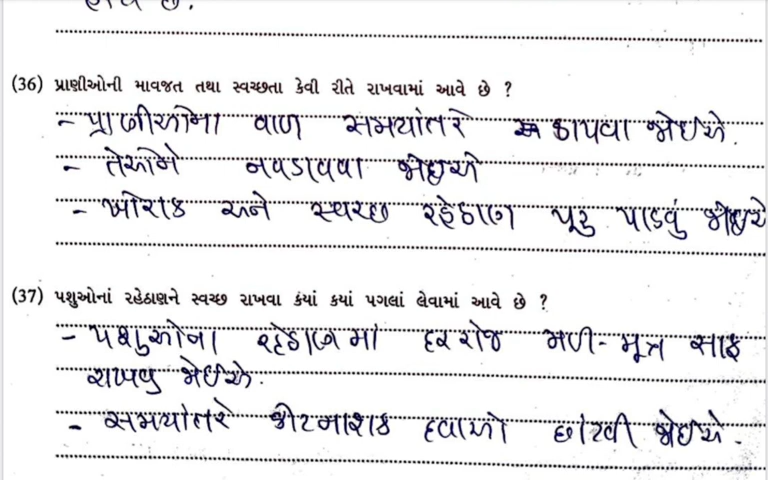 હોય છે.
(36) પ્રાણીઓની માવજત તથા સ્વચ્છતા કેવી રીતે રાખવામાં આવે છે ?
- પ્રાણીઓના વાળ સમયાંતરે કાપવા જોઈએ.
- તેઓને નવડાવવા જોઈએ
- ખોરાક અને સ્વચ્છ રહેઠાણ પૂરુ પાડવું જોઈએ
(37) પશુઓનાં રહેઠાણને સ્વચ્છ રાખવા કયાં કયાં પગલાં લેવામાં આવે છે ?
- પશુઓના રહેઠાણમાં દરરોજ મળ-મૂત્ર સાફ
રાખવુ જોઈએ.
- સમયાંતરે કીટનાશક દવાઓ છાંટવી જોઈએ.